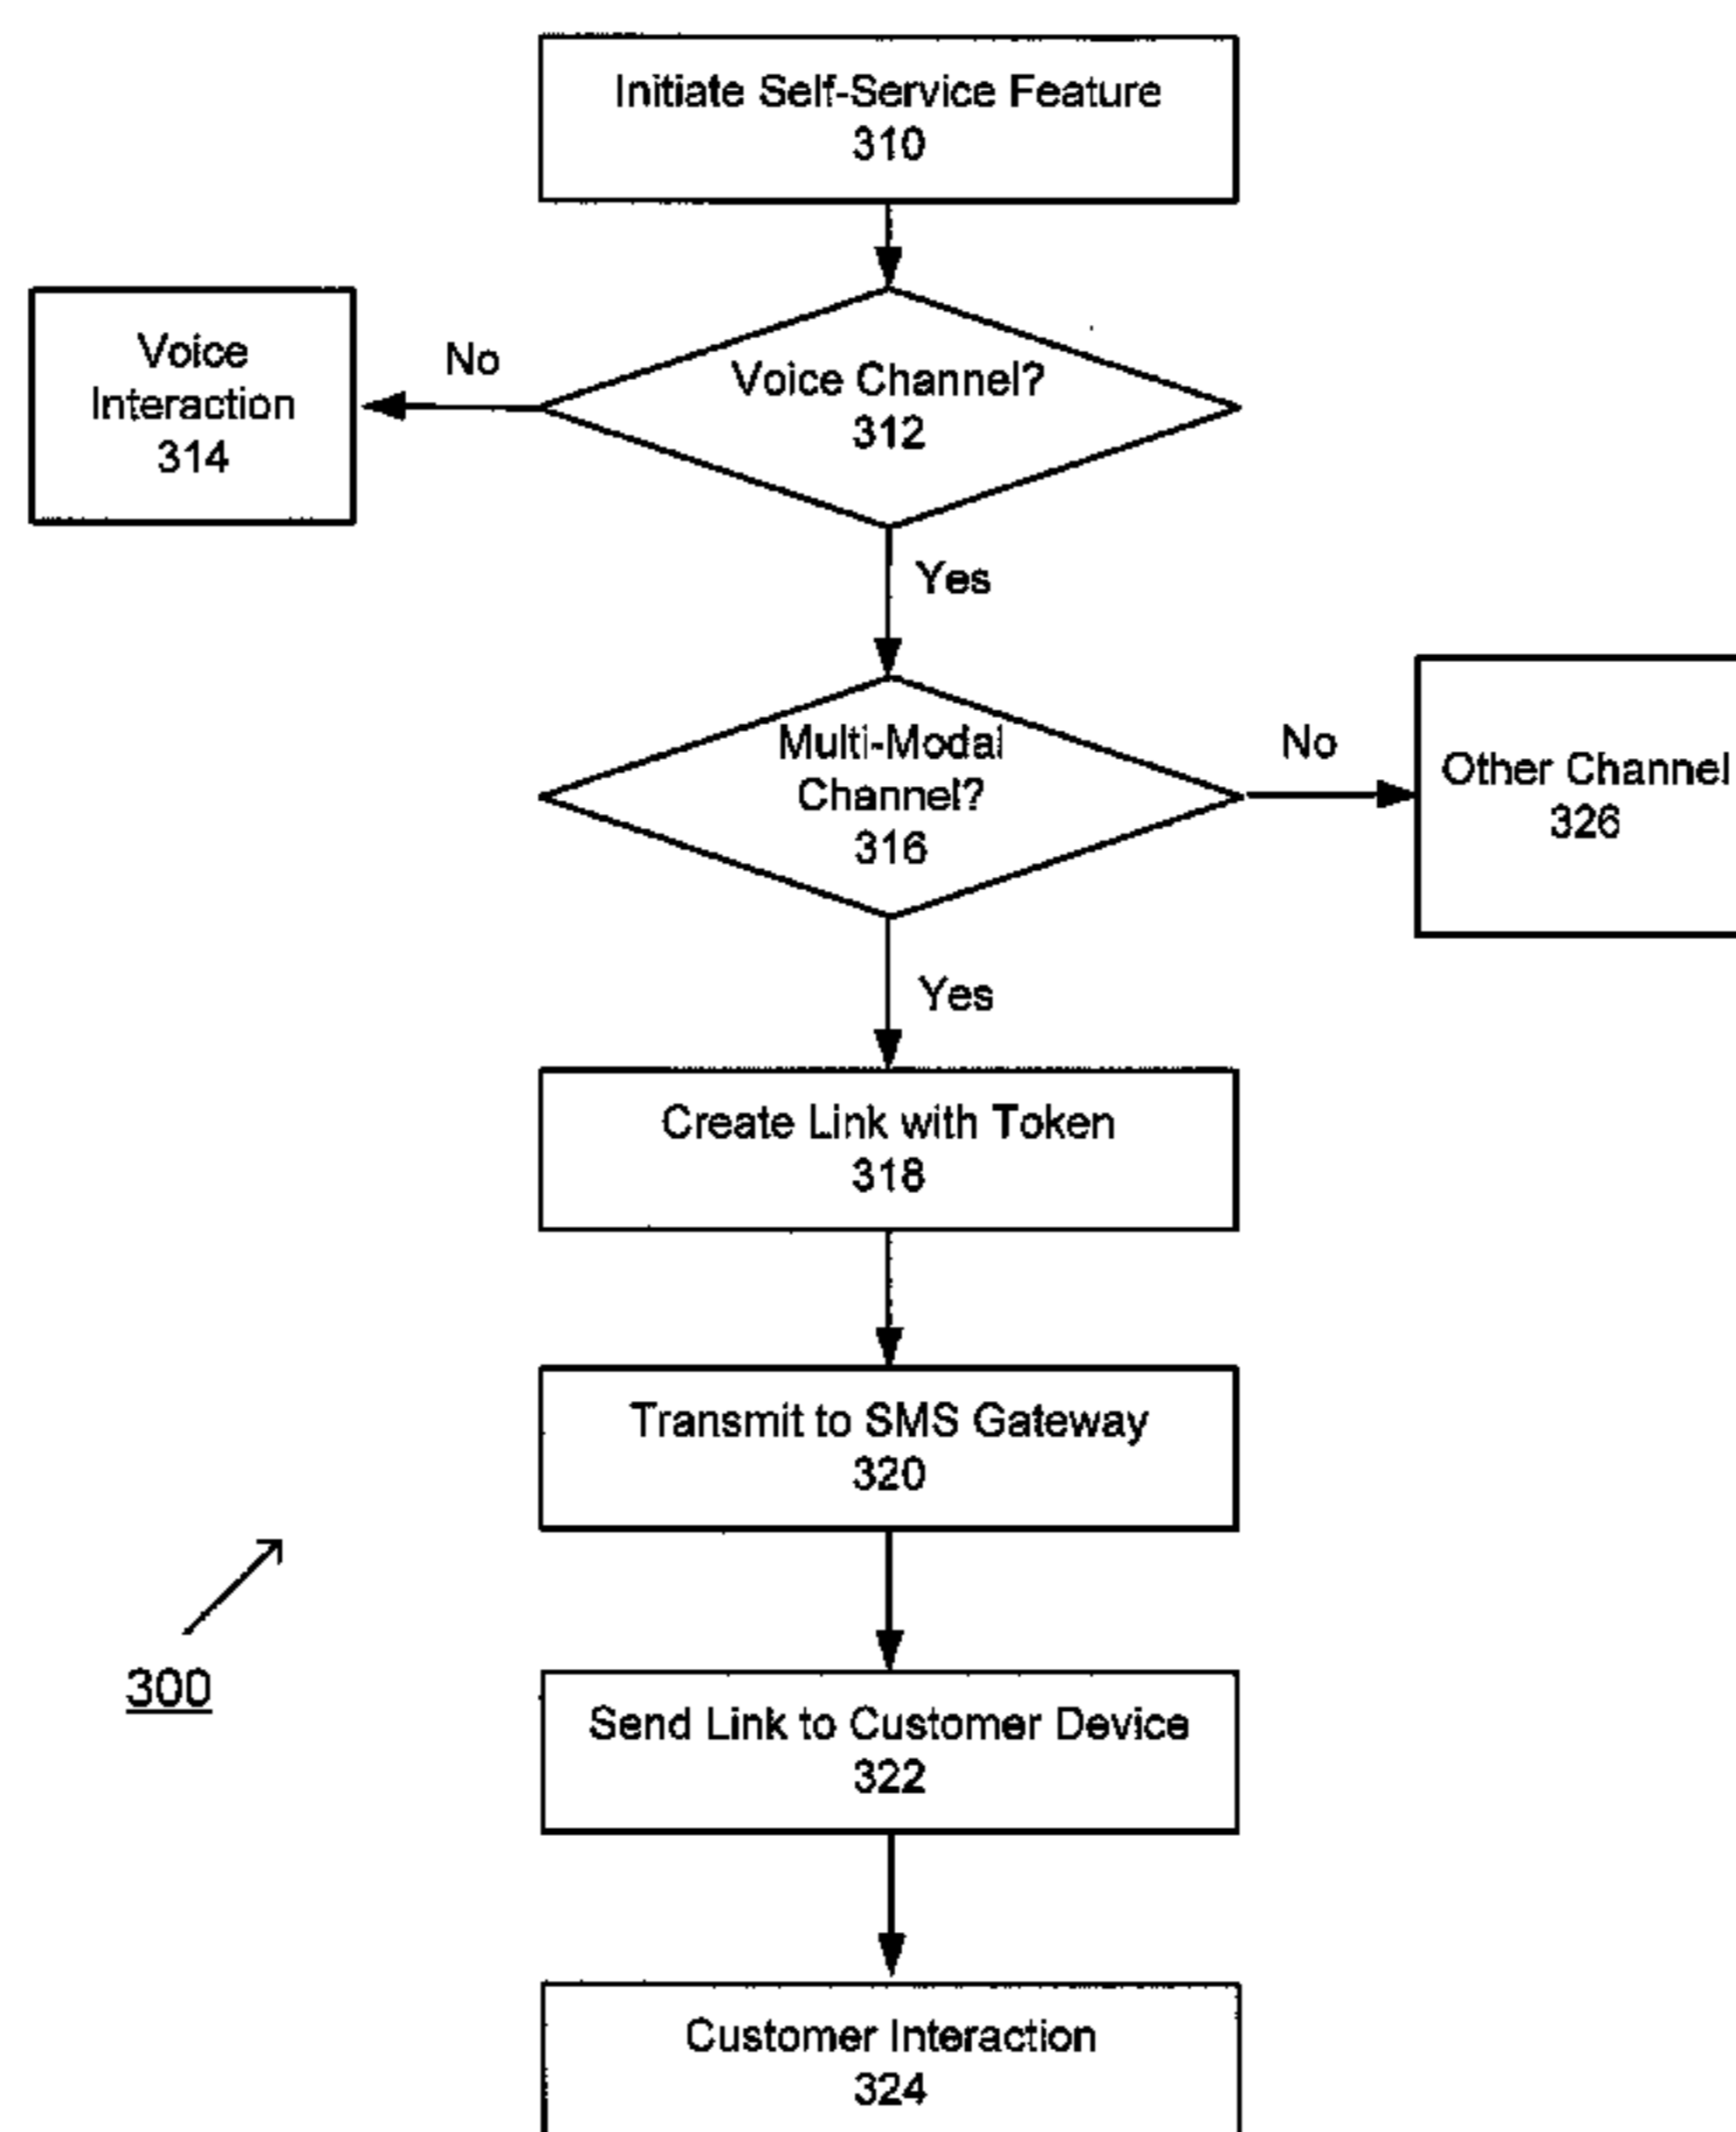 Initiate Self-Service Feature
310
Voice
Interaction
314
No
Voice Channel?
312
Yes
Multi-Modal
Channel?
316
No
Other Channel
326
Yes
Create Link with Token
318
Transmit to SMS Gateway
320
300
Send Link to Customer Device
322
Customer Interaction
324